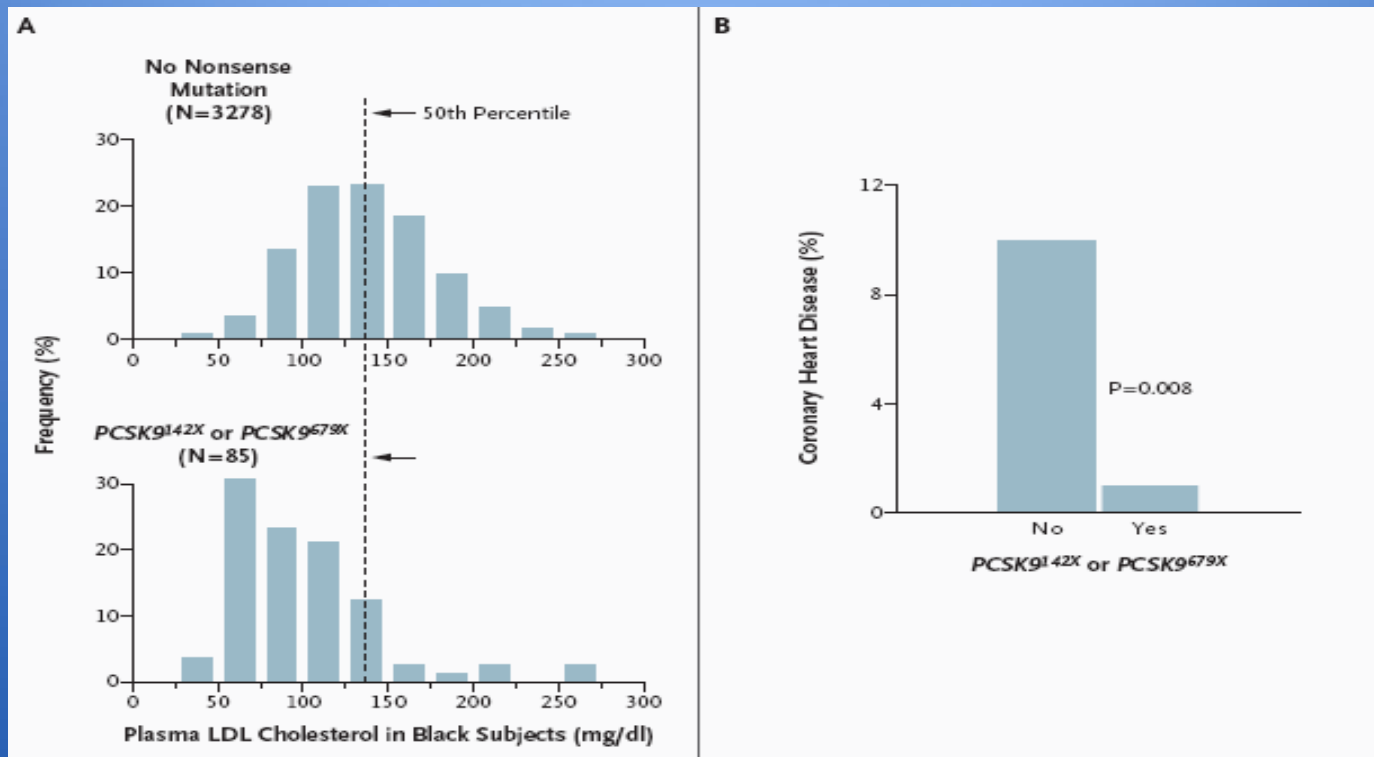 A
No Nonsense
Mutation
(N=3278)
50th Percentile
30
20
10
0
0 50 100 150 200 250 300
Frequency (%)
PCSK9142X or PCSK9679X
(N=85)
30
20
10
0
0 50 100 150 200 250 300
Plasma LDL Cholesterol in Black Subjects (mg/dl)
B
12
8
4
0
Coronary Heart Disease (%)
P=0.008
No Yes
PCSK9142X or PCSK9679X